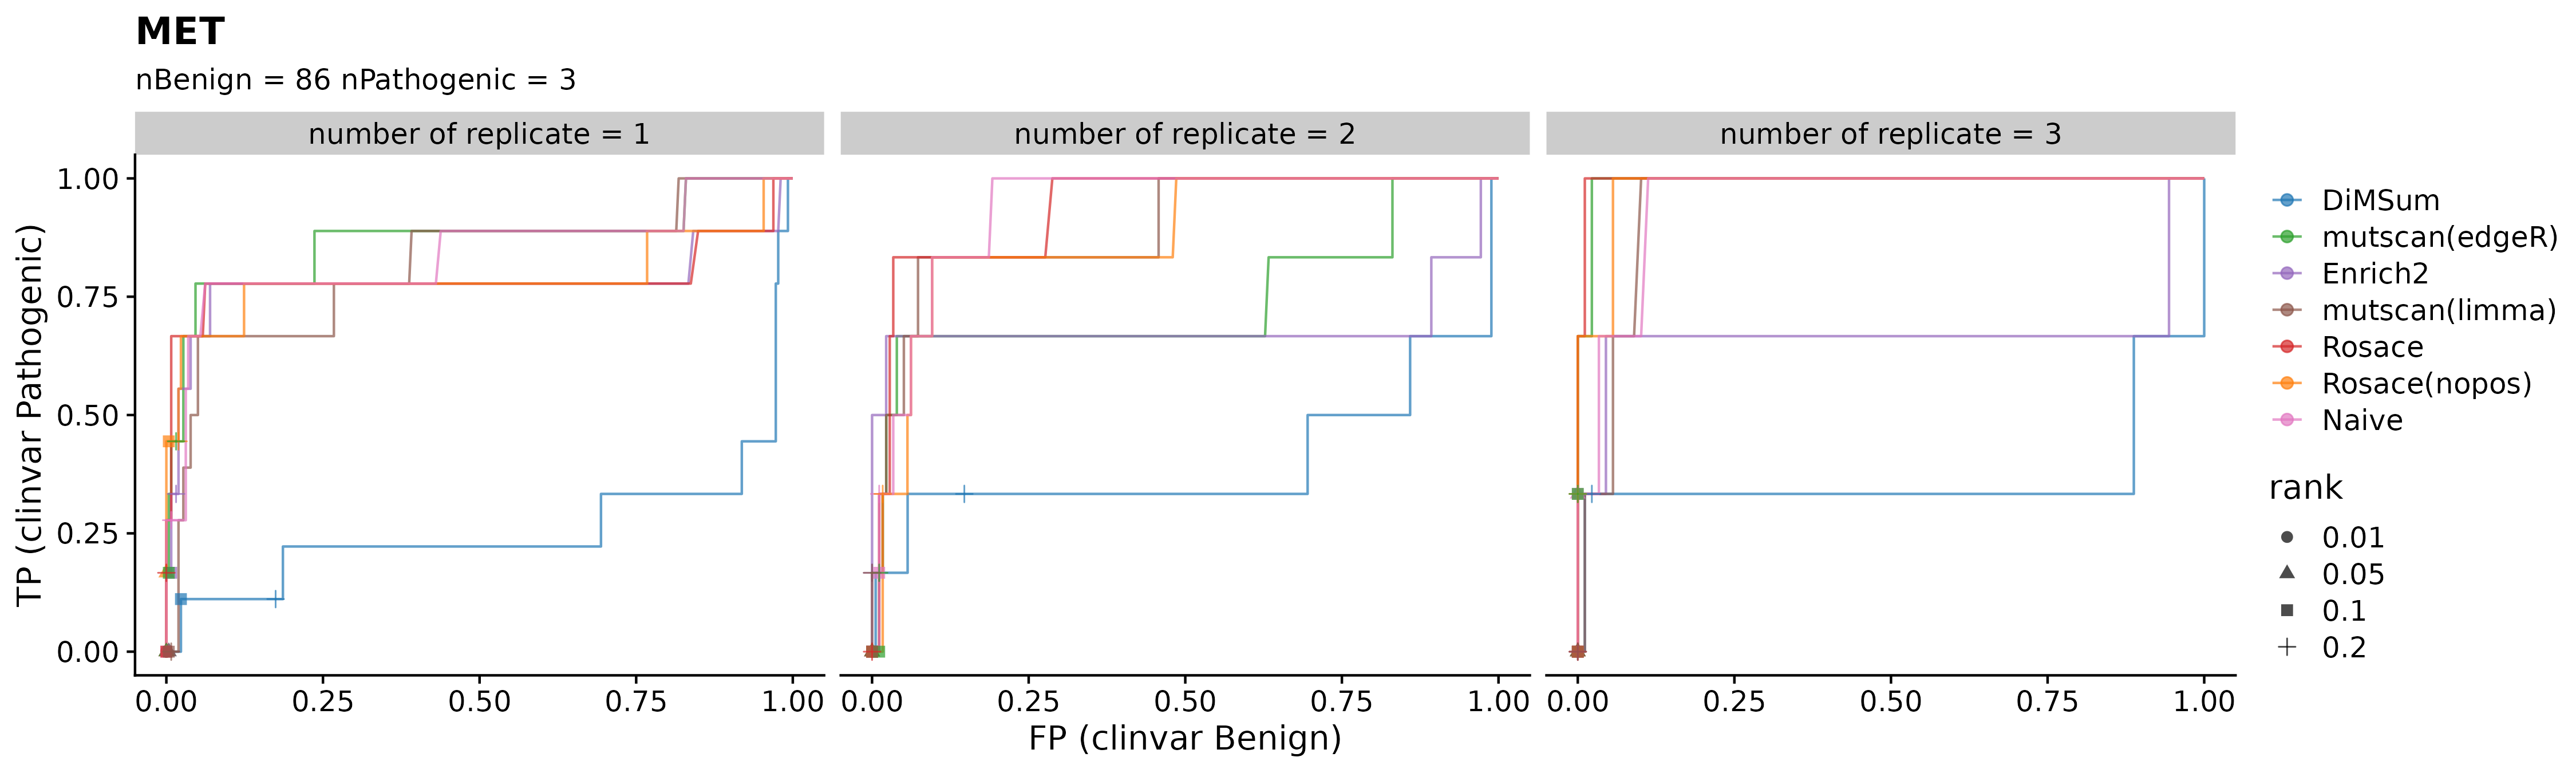 MET
nBenign = 86 nPathogenic = 3
number of replicate = 1
number of replicate = 2
number of replicate = 3
TP (clinvar Pathogenic)
1.00
0.75
0.50
0.25
0.00
0.00 0.25 0.50 0.75 1.00
0.00 0.25 0.50 0.75 1.00
0.00 0.25 0.50 0.75 1.00
FP (clinvar Benign)
DiMSum
mutscan(edgeR)
Enrich2
mutscan(limma)
Rosace
Rosace(nopos)
Naive
rank
0.01
0.05
0.1
0.2